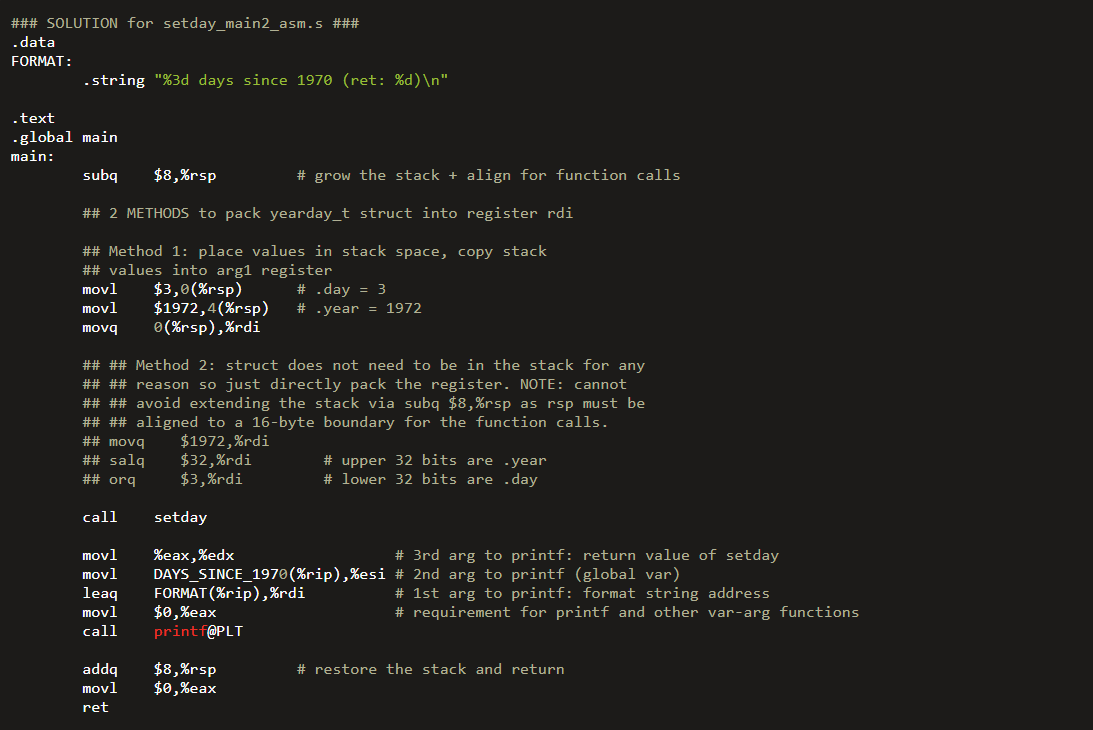 ### SOLUTION for setday_main2_asm.s ###
.data
FORMAT:
        .string "%3d days since 1970 (ret: %d)\n"
.text
.global main
main:
        subq    $8,%rsp         # grow the stack + align for function calls
        ## 2 METHODS to pack yearday_t struct into register rdi
        ## Method 1: place values in stack space, copy stack
        ## values into arg1 register
        movl    $3,0(%rsp)      # .day = 3
        movl    $1972,4(%rsp)   # .year = 1972
        movq    0(%rsp),%rdi
        ## ## Method 2: struct does not need to be in the stack for any
        ## ## reason so just directly pack the register. NOTE: cannot
        ## ## avoid extending the stack via subq $8,%rsp as rsp must be
        ## ## aligned to a 16-byte boundary for the function calls.
        ## movq    $1972,%rdi
        ## salq    $32,%rdi        # upper 32 bits are .year
        ## orq     $3,%rdi         # lower 32 bits are .day
        call    setday
        movl    %eax,%edx                  # 3rd arg to printf: return value of setday
        movl    DAYS_SINCE_1970(%rip),%esi # 2nd arg to printf (global var)
        leaq    FORMAT(%rip),%rdi          # 1st arg to printf: format string address
        movl    $0,%eax                    # requirement for printf and other var-arg functions
        call    printf@PLT
        addq    $8,%rsp         # restore the stack and return
        movl    $0,%eax
        ret